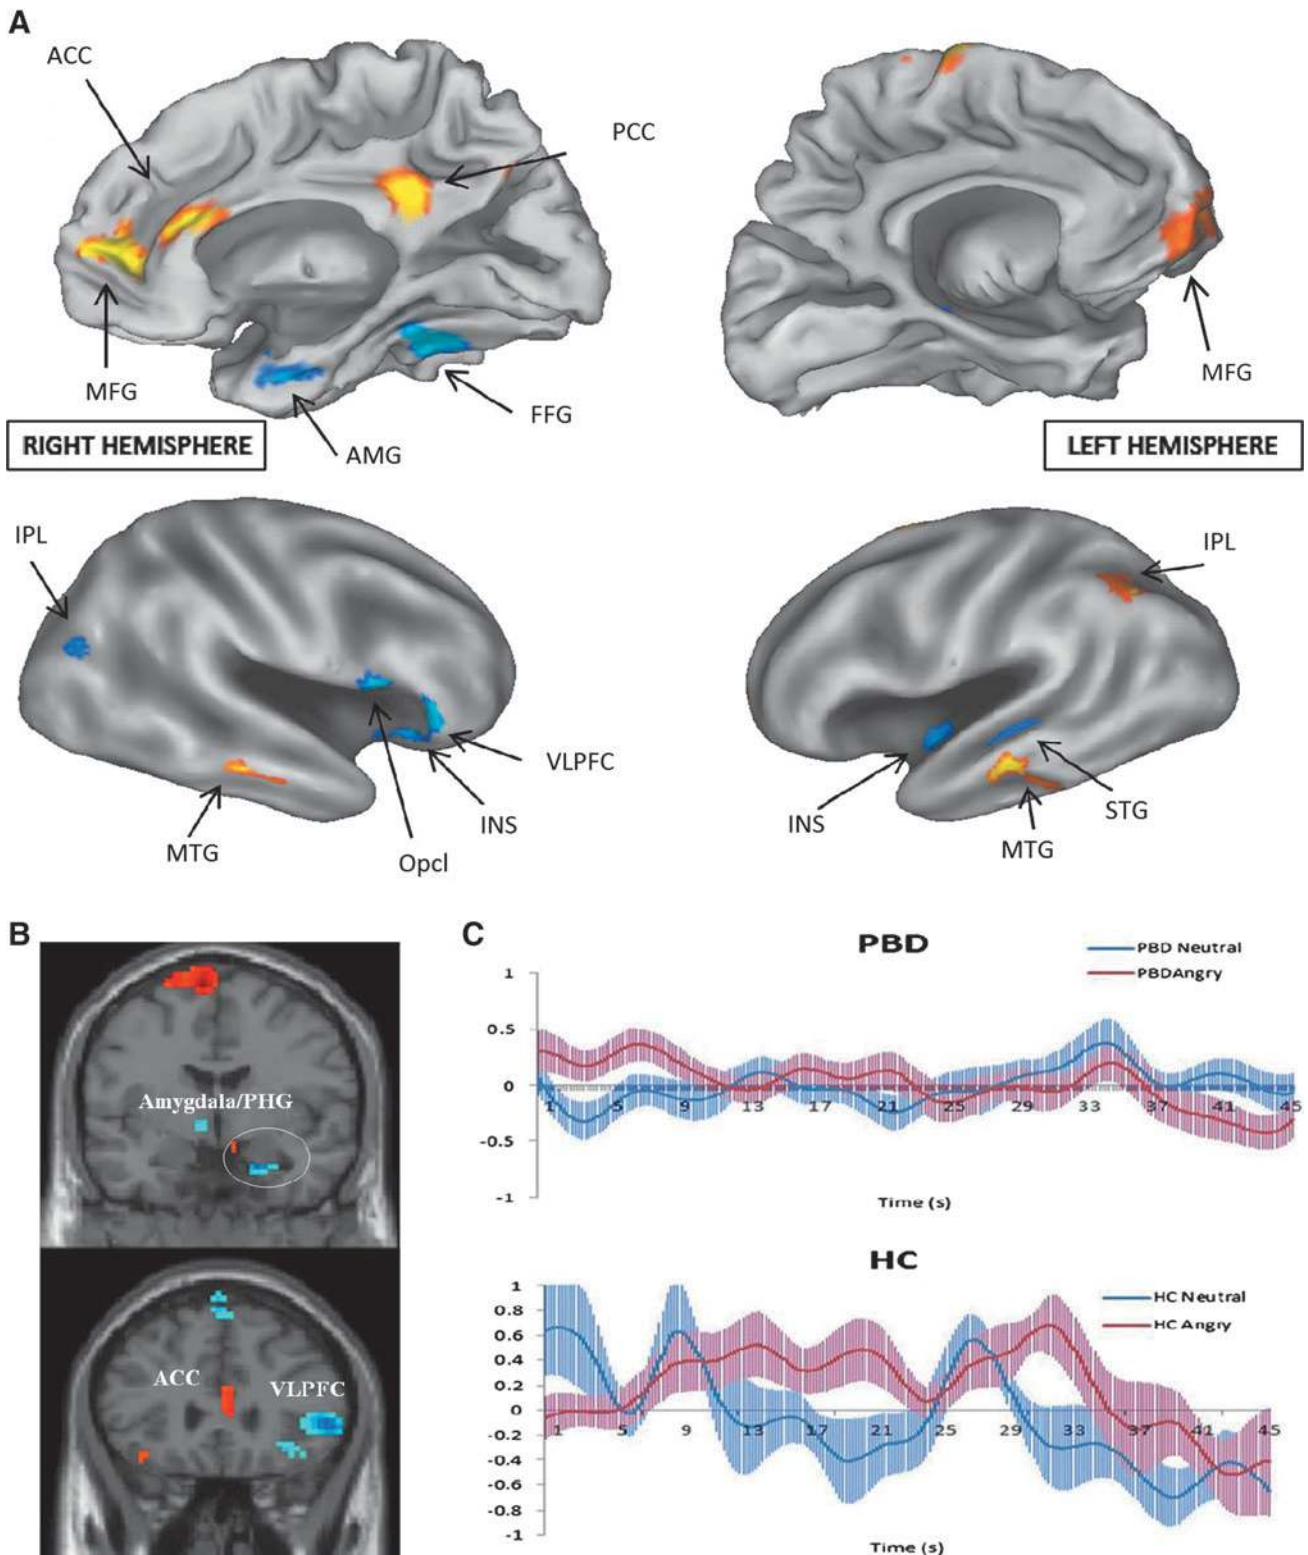 A
ACC
PCC
MFG
AMG
FFG
MFG
RIGHT HEMISPHERE
LEFT HEMISPHERE
IPL
MTG
Opcl
INS
VLPFC
IPL
INS
MTG
STG
B
Amygdala/PHG
ACC
VLPFC
C
PBD
PBD Neutral
PBDAngry
1
0.5
0
-0.5
-1
1 5 9 13 17 21 25 29 33 37 41 45
Time (s)
HC
HC Neutral
HC Angry
1
0.8
0.6
0.4
0.2
0
-0.2
-0.4
-0.6
-0.8
-1
1 5 9 13 17 21 25 29 33 37 41 45
Time (s)